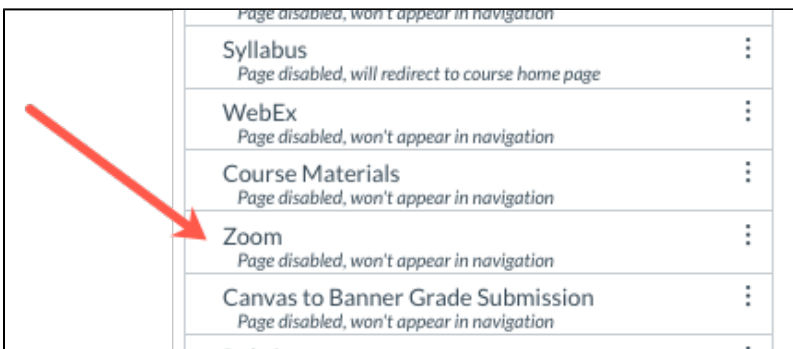 Page disabled, won't appear in navigation
Syllabus
Page disabled, will redirect to course home page
WebEx
Page disabled, won't appear in navigation
Course Materials
Page disabled, won't appear in navigation
Zoom
Page disabled, won't appear in navigation
Canvas to Banner Grade Submission
Page disabled, won't appear in navigation